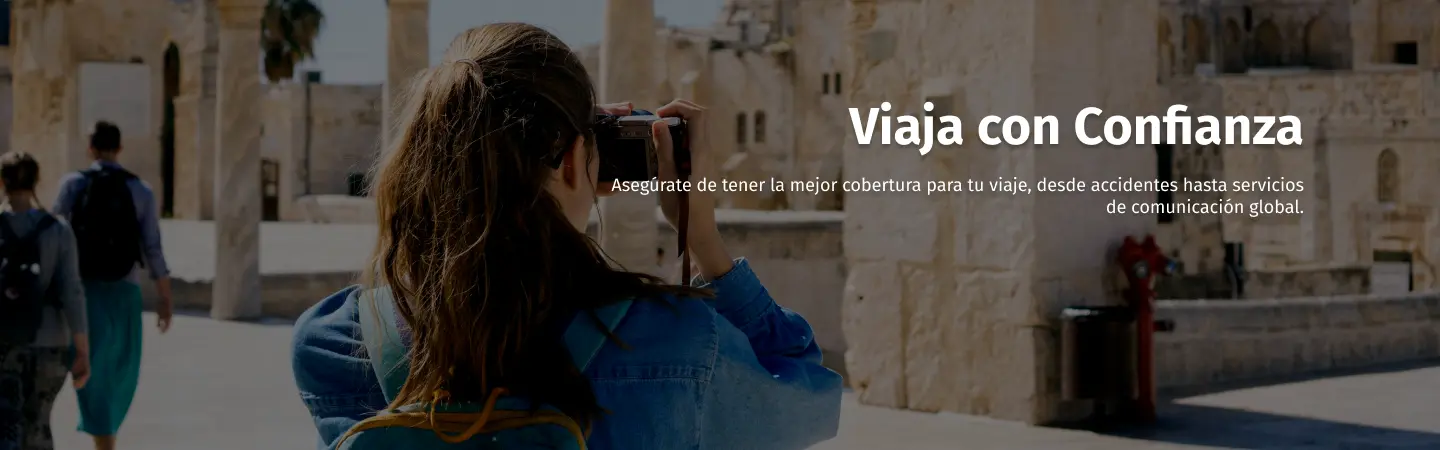 Viaja con Confianza
Asegúrate de tener la mejor cobertura para tu viaje, desde accidentes hasta servicios
de comunicación global.